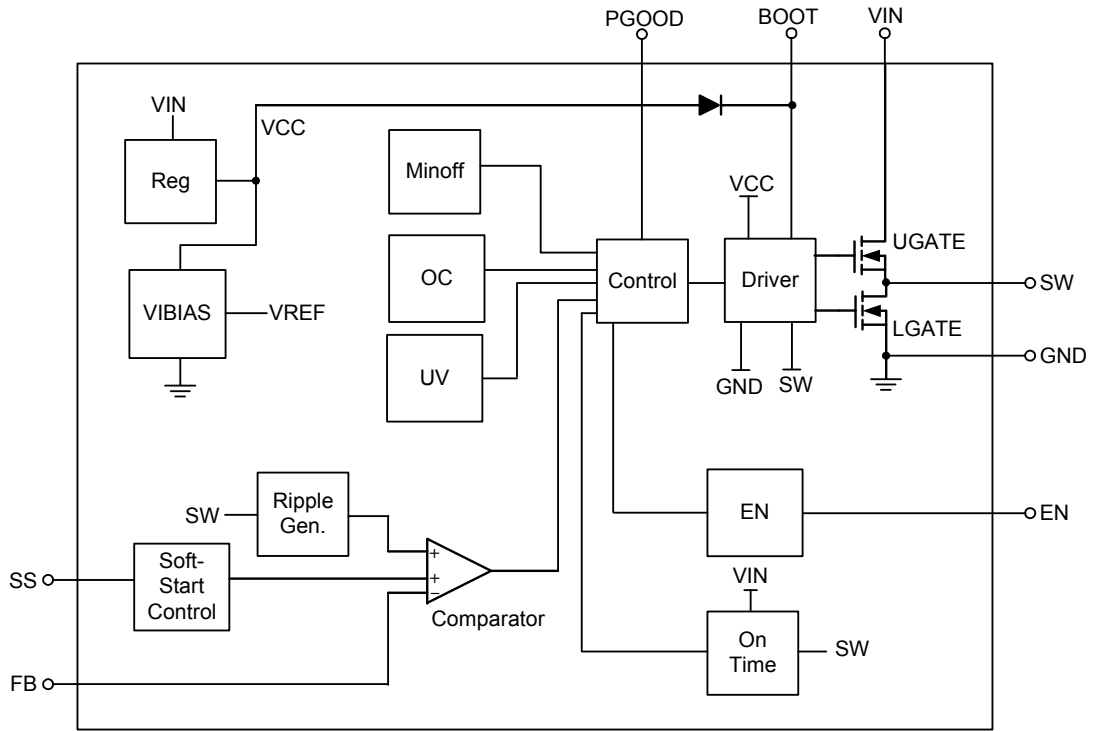 PGOOD
BOOT
VIN
VIN
VCC
Reg
Minoff
VCC
OC
Control
Driver
UGATE
SW
VIBIAS
VREF
LGATE
GND
UV
GND
SW
Ripple
Gen.
SW
EN
EN
Soft-
Start
Control
SS
+
+
−
Comparator
VIN
On
Time
SW
FB